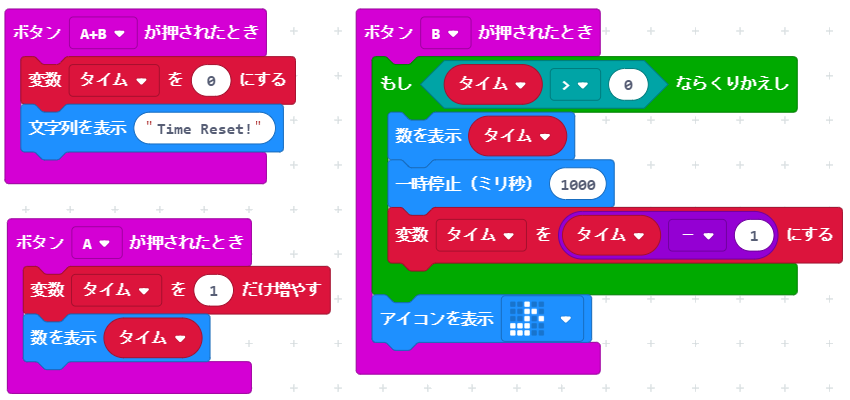 ボタン A+B が押されたとき
変数 タイム を 0 にする
文字列を表示 "Time Reset!"
ボタン A が押されたとき
変数 タイム を 1 だけ増やす
数を表示 タイム
ボタン B が押されたとき
もし タイム > 0 ならくりかえし
数を表示 タイム
一時停止（ミリ秒） 1000
変数 タイム を タイム - 1 にする
アイコンを表示